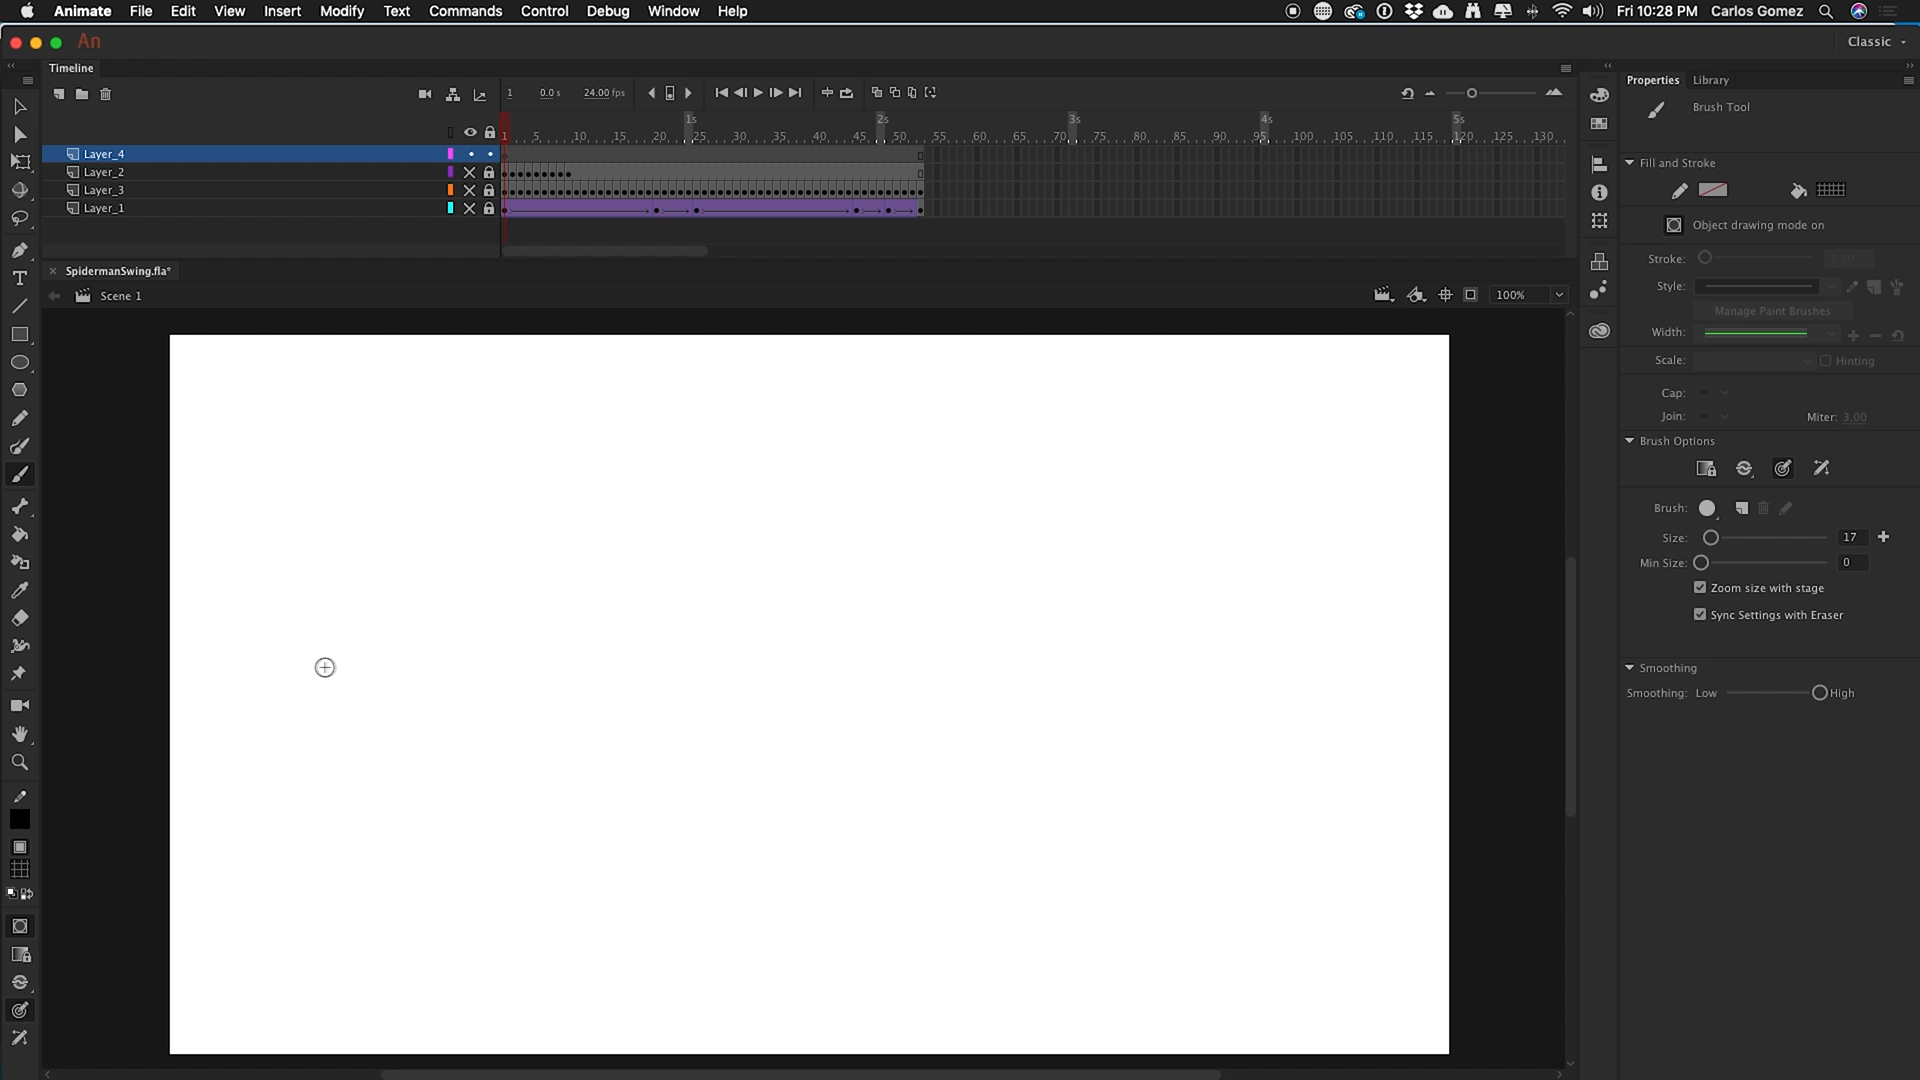 Animate File Edit View Insert Modify Text Commands Control Debug Window Help Fri 10:28 PM Carlos Gomez
An Classic
Timeline
1 0.0 s 24.00 fps
1s 2s 3s 4s 5s
1 5 10 15 20 25 30 35 40 45 50 55 60 65 70 75 80 85 90 95 100 105 110 115 120 125 130
Layer_4
Layer_2
Layer_3
Layer_1
SpidermanSwing.fla*
Scene 1 100%
Properties Library
Brush Tool
Fill and Stroke
Object drawing mode on
Stroke: 1.00
Style:
Manage Paint Brushes
Width:
Scale: Hinting
Cap:
Join: Miter: 3.00
Brush Options
Brush:
Size: 17
Min Size: 0
Zoom size with stage
Sync Settings with Eraser
Smoothing
Smoothing: Low High